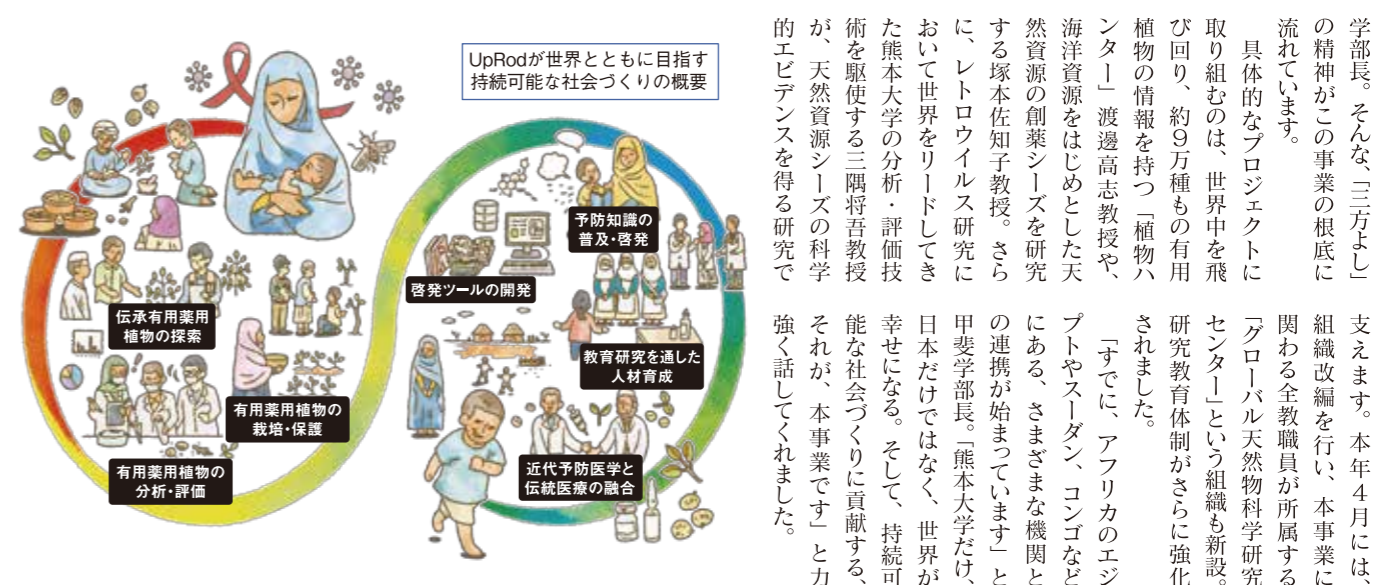 学部長。そんな、「三方よし」
の精神がこの事業の根底に
流れています。
具体的なプロジェクトに
取り組むのは、世界中を飛
び回り、約9万種もの有用
植物の情報を持つ「植物ハ
ンター」渡邊高志教授や、
海洋資源をはじめとした天
然資源の創薬シーズを研究
する塚本佐知子教授。さら
に、レトロウイルス研究に
おいて世界をリードしてき
た熊本大学の分析・評価技
術を駆使する三隅将吾教授
が、天然資源シーズの科学
的エビデンスを得る研究で
支えます。本年4月には、
組織改編を行い、本事業に
関わる全教職員が所属する
「グローバル天然物科学研究
センター」という組織も新設。
研究教育体制がさらに強化
されました。
「すでに、アフリカのエジ
プトやスーダン、コンゴなど
にある、さまざまな機関と
の連携が始まっています」と
甲斐学部長。「熊本大学だけ、
日本だけではなく、世界が
幸せになる。そして、持続可
能な社会づくりに貢献する、
それが、本事業です」と力
強く話してくれました。
UpRodが世界とともに目指す
持続可能な社会づくりの概要
伝承有用薬用
植物の探索
有用薬用植物の
栽培・保護
有用薬用植物の
分析・評価
予防知識の
普及・啓発
啓発ツールの開発
教育研究を通した
人材育成
近代予防医学と
伝統医療の融合